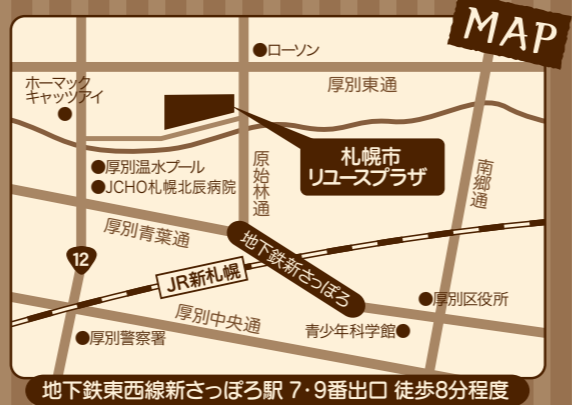 MAP
●ローソン
ホーマック
キャッツアイ
厚別東通
札幌市
リユースプラザ
●厚別温水プール
●JCHO札幌北辰病院
原始林通
南郷通
厚別青葉通
地下鉄新さっぽろ
12
JR新札幌
●厚別区役所
厚別中央通
青少年科学館●
●厚別警察署
地下鉄東西線新さっぽろ駅 7・9番出口 徒歩8分程度